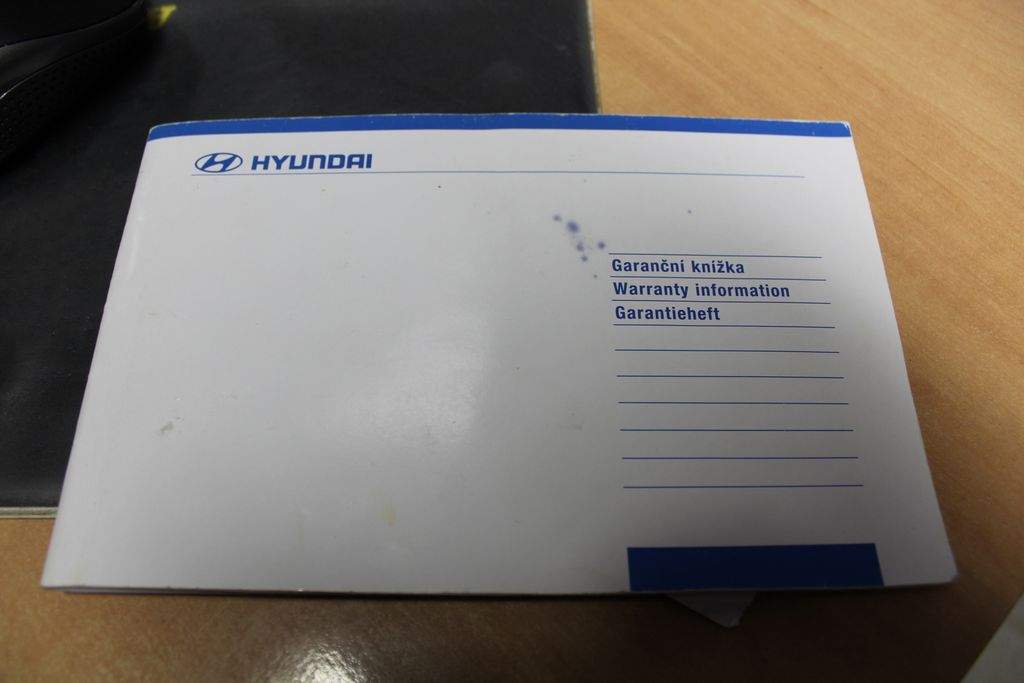 HYUNDAI
Garanční knížka
Warranty information
Garantieheft